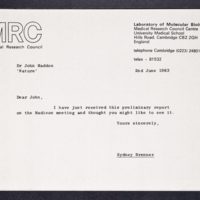 MRC
Medical Research Council
Laboratory of Molecular Biology
Medical Research Council Centre
University Medical School
Hills Road, Cambridge CB2 2QH
England
telephone Cambridge (0223)
telex 81532
Dr John Maddox
'Nature'
2nd June 1983
Dear John,
I have just received this preliminary report
on the Madison meeting and thought you might like to see it.
Yours sincerely,
Sydney Brenner